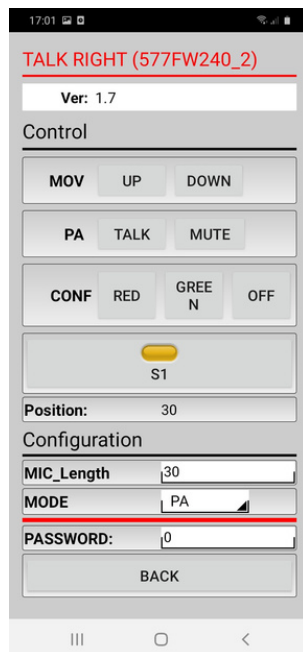 17:01
TALK RIGHT (577FW240_2)
Ver: 1.7
Control
MOV UP DOWN
PA TALK MUTE
CONF RED GREE
N OFF
S1
Position: 30
Configuration
MIC_Length 30
MODE PA
PASSWORD: 0
BACK